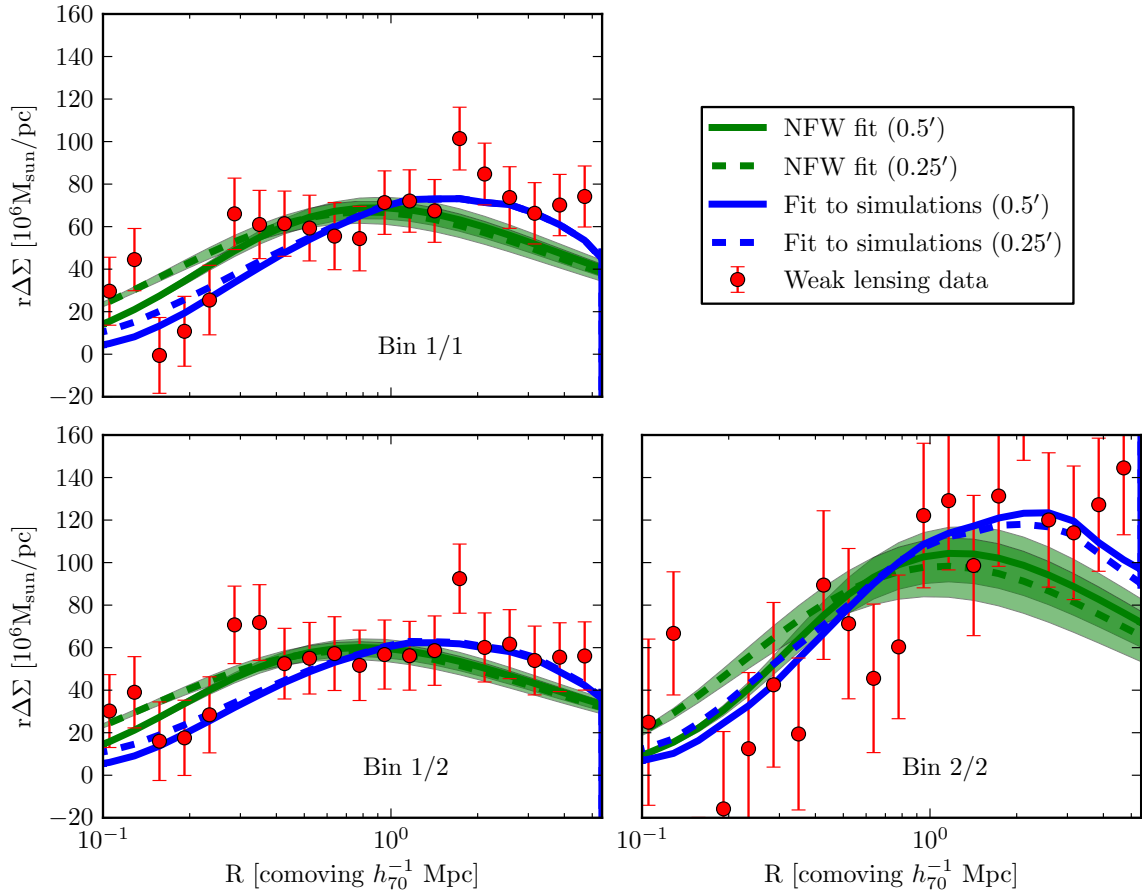 160
140
120
100
80
60
40
20
0
−20
r∆Σ [10⁶M_sun/pc]
Bin 1/1
NFW fit (0.5′)
NFW fit (0.25′)
Fit to simulations (0.5′)
Fit to simulations (0.25′)
Weak lensing data
160
140
120
100
80
60
40
20
0
−20
r∆Σ [10⁶M_sun/pc]
Bin 1/2
Bin 2/2
10⁻¹ 10⁰
10⁻¹ 10⁰
R [comoving h₇₀⁻¹ Mpc]
R [comoving h₇₀⁻¹ Mpc]